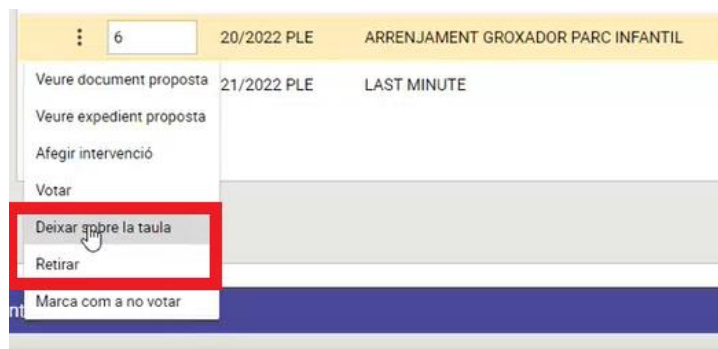 6 20/2022 PLE ARRENJAMENT GROXADOR PARC INFANTIL
Veure document proposta
21/2022 PLE LAST MINUTE
Veure expedient proposta
Afegir intervenció
Votar
Deixar sobre la taula
Retirar
Marca com a no votar
nt